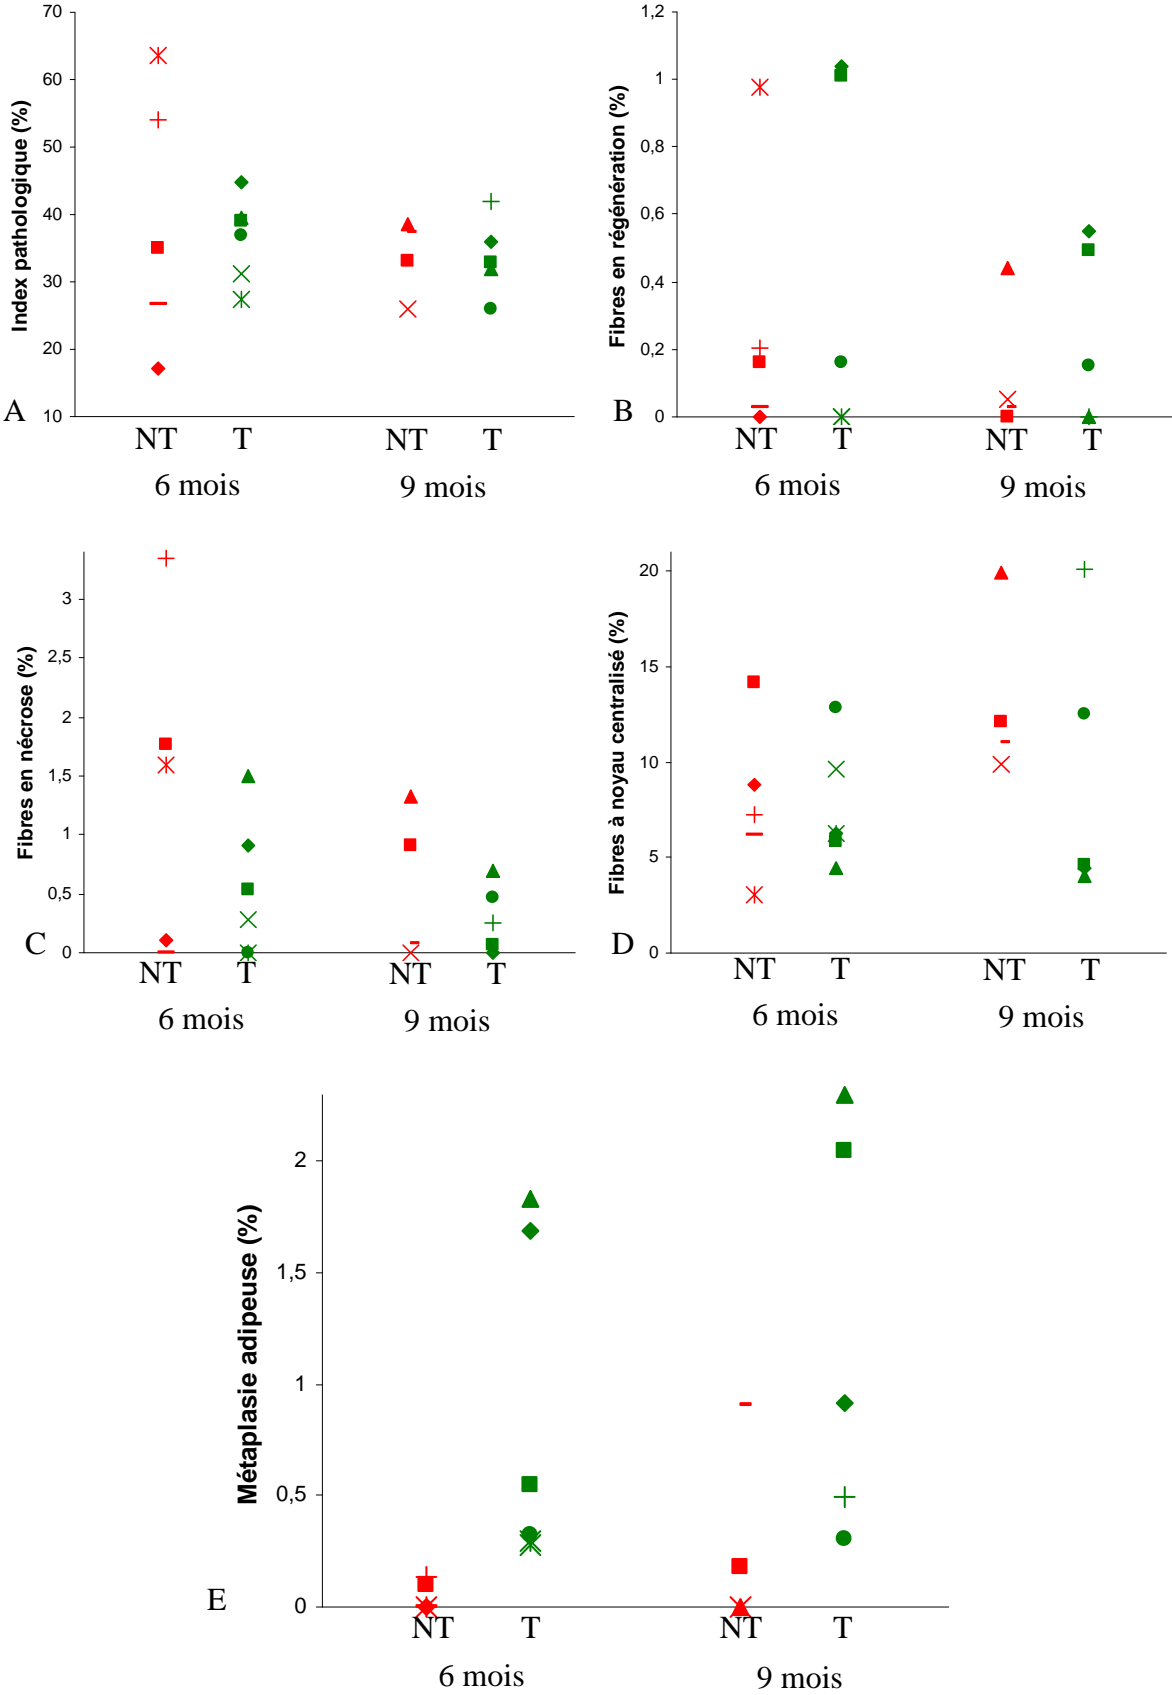 Index pathologique (%)
70
60
50
40
30
20
10
A
NT T NT T
6 mois 9 mois
Fibres en régénération (%)
1,2
1
0,8
0,6
0,4
0,2
0
B
NT T NT T
6 mois 9 mois
Fibres en nécrose (%)
3
2,5
2
1,5
1
0,5
0
C
NT T NT T
6 mois 9 mois
Fibres à noyau centralisé (%)
20
15
10
5
0
D
NT T NT T
6 mois 9 mois
Métaplasie adipeuse (%)
2
1,5
1
0,5
0
E
NT T NT T
6 mois 9 mois